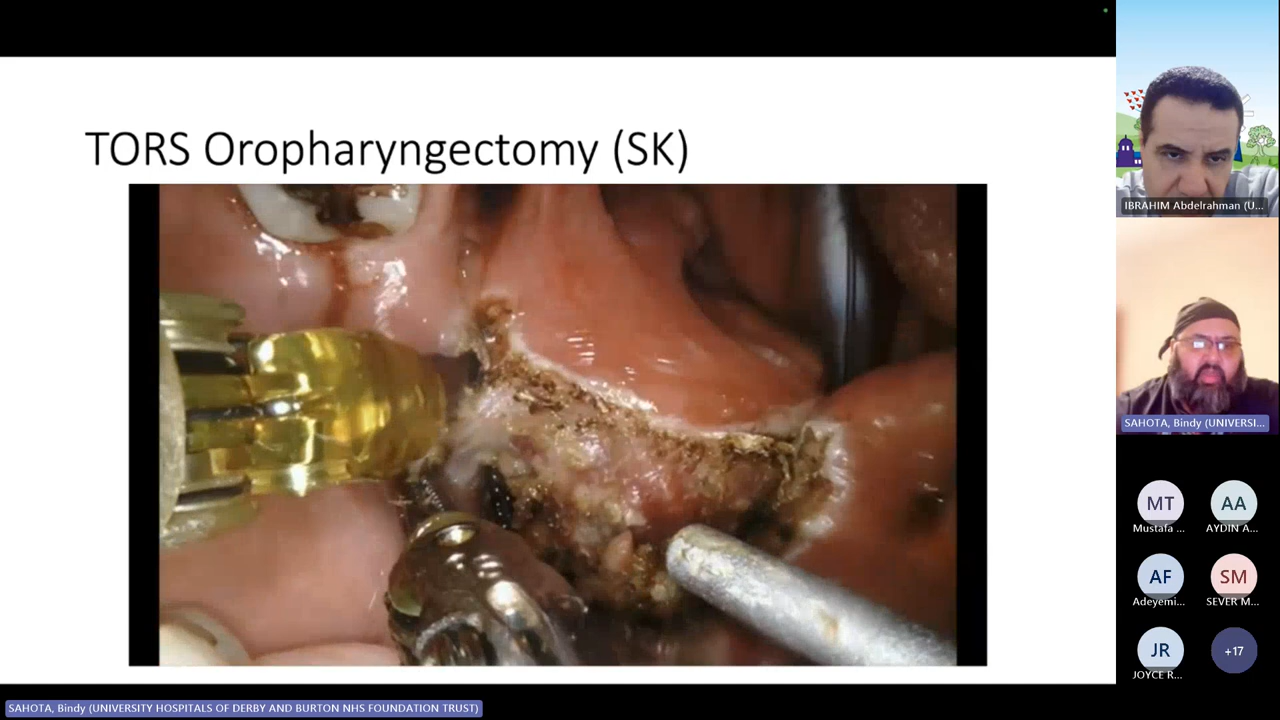 TORS Oropharyngectomy (SK)
IBRAHIM Abdelrahman (U...
SAHOTA, Bindy (UNIVERSI...
MT
Mustafa ...
AA
AYDIN A...
AF
Adeyemi...
SM
SEVER M...
JR
JOYCE R...
+17
SAHOTA, Bindy (UNIVERSITY HOSPITALS OF DERBY AND BURTON NHS FOUNDATION TRUST)